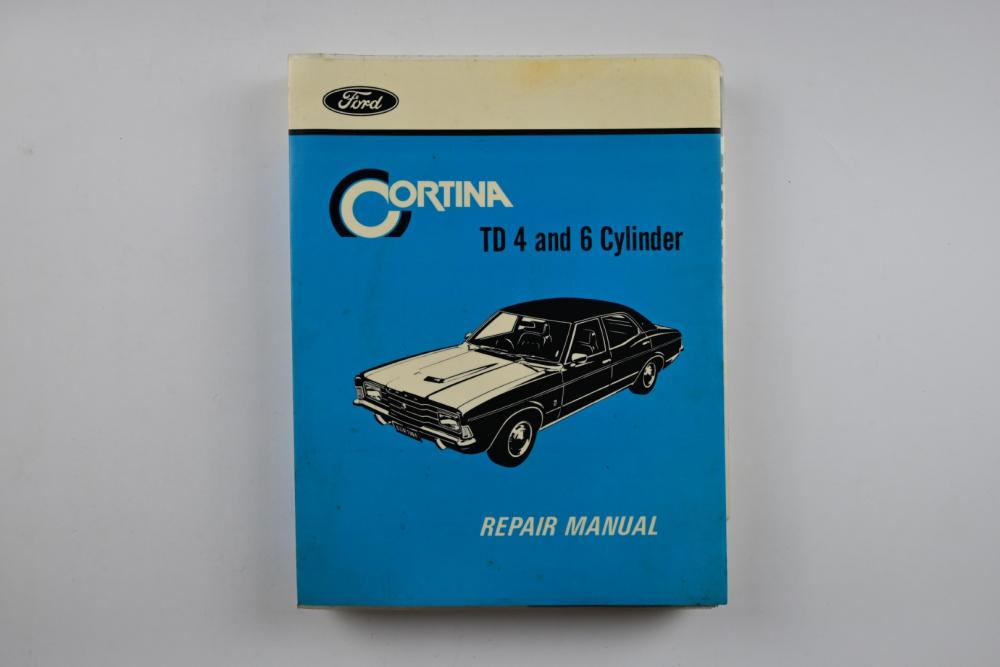 Ford
CORTINA
TD 4 and 6 Cylinder
REPAIR MANUAL